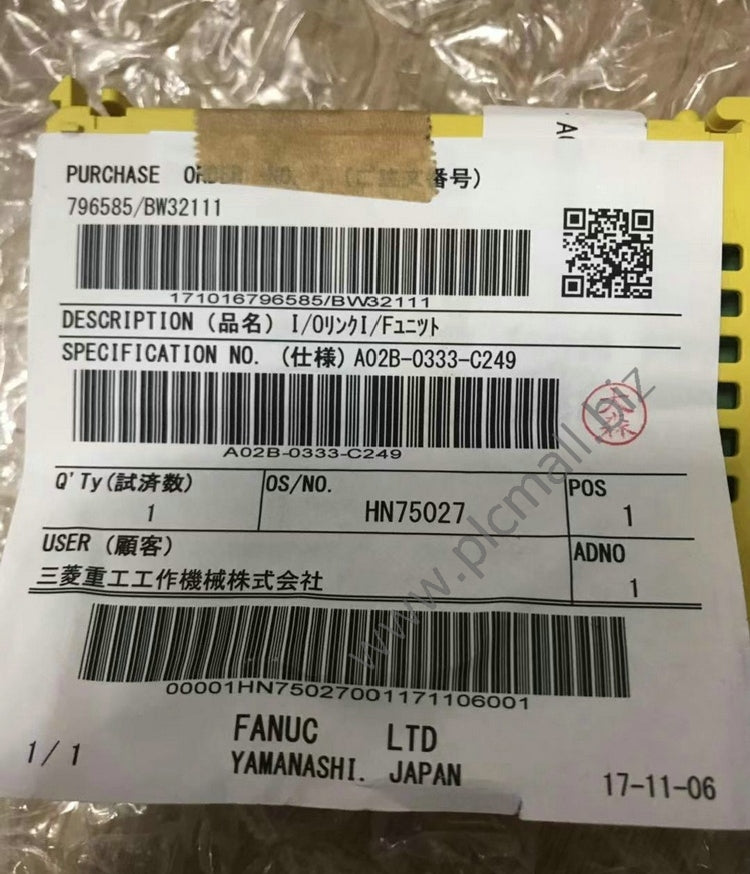 A
PURCHASE ORDER NO. (ご注文番号)
796585/BW32111
171016796585/BW32111
DESCRIPTION (品名) I/OリンクI/Fユニット
SPECIFICATION NO. (仕様) A02B-0333-C249
A02B-0333-C249
Q'Ty(試済数) OS/NO. POS
1 HN75027 1
USER (顧客) ADNO
三菱重工工作機械株式会社 1
00001HN75027001171106001
FANUC LTD
1/1 YAMANASHI. JAPAN 17-11-06
www.plcmall.biz